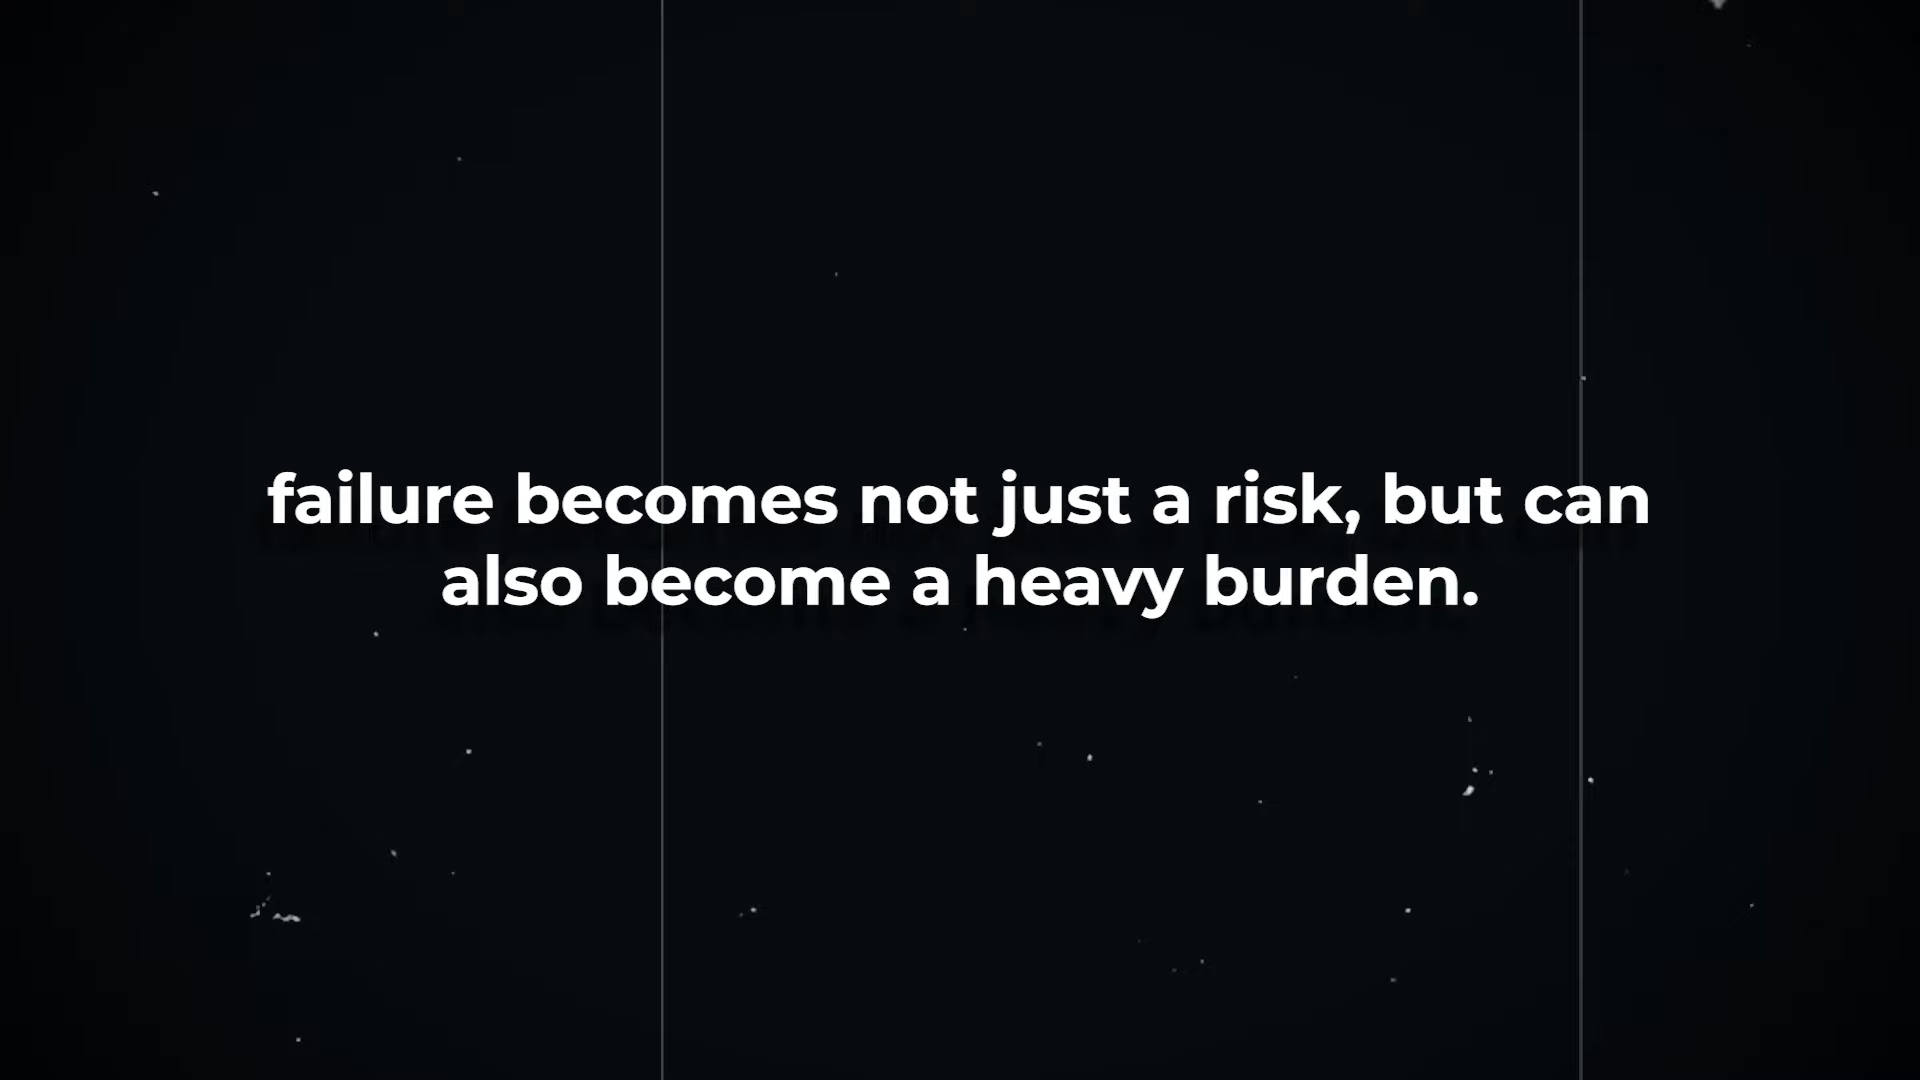 failure becomes not just a risk, but can
also become a heavy burden.